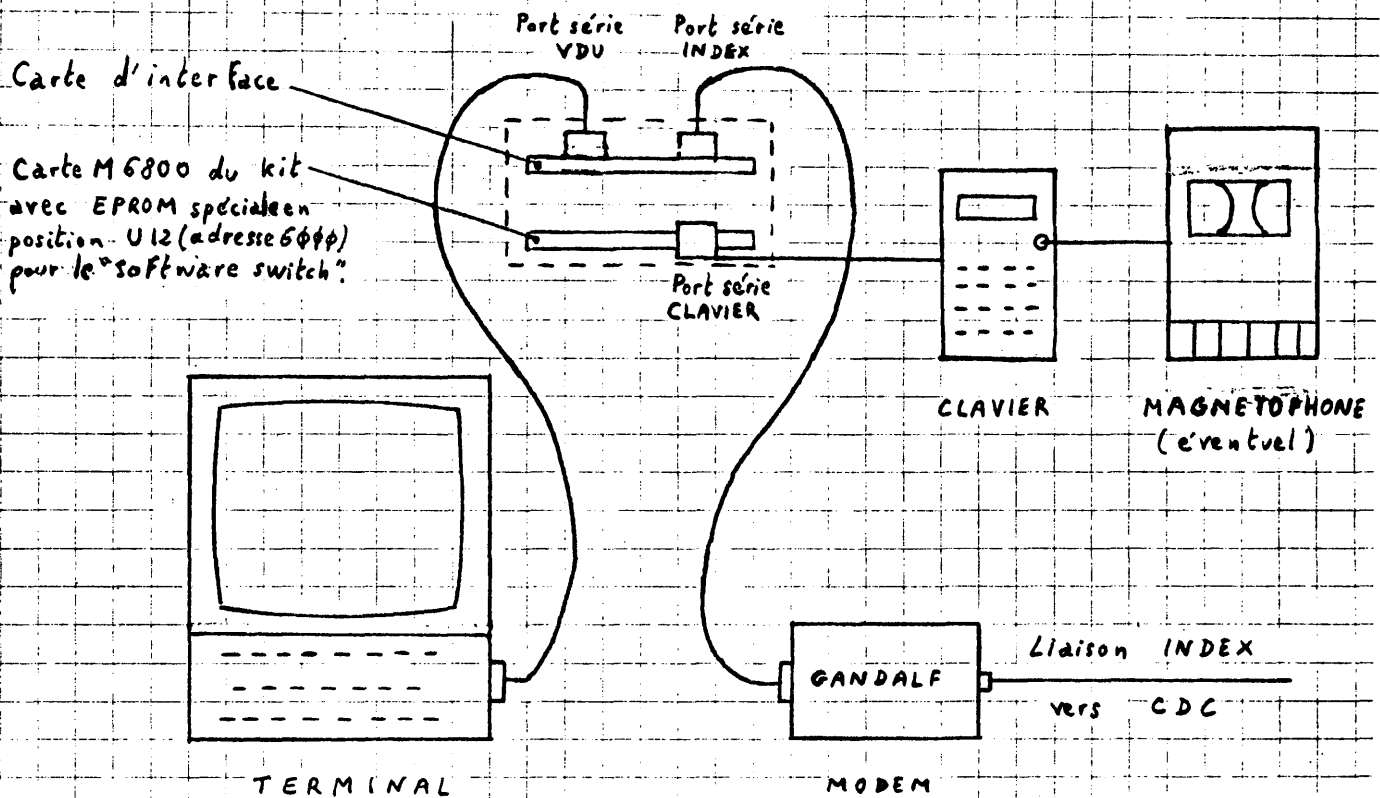 Port série
VDU
Port série
INDEX
Carte d'interface
Carte M6800 du kit
avec EPROM spéciale en
position U12 (adresse 6φφφ)
pour le "software switch".
Port série
CLAVIER
CLAVIER
MAGNETOPHONE
(éventuel)
GANDALF
Liaison INDEX
vers CDC
TERMINAL
MODEM